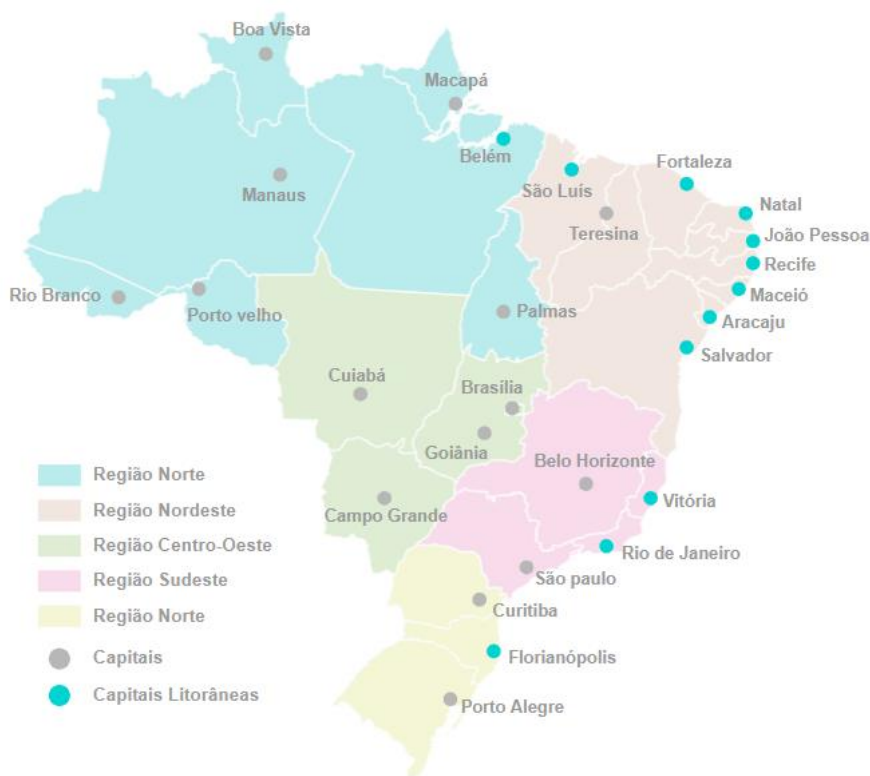 Boa Vista
Macapá
Belém
Manaus
São Luís
Fortaleza
Teresina
Natal
João Pessoa
Recife
Maceió
Aracaju
Salvador
Rio Branco
Porto velho
Palmas
Cuiabá
Brasília
Goiânia
Belo Horizonte
Campo Grande
Vitória
Rio de Janeiro
São paulo
Curitiba
Florianópolis
Porto Alegre
Região Norte
Região Nordeste
Região Centro-Oeste
Região Sudeste
Região Norte
Capitais
Capitais Litorâneas